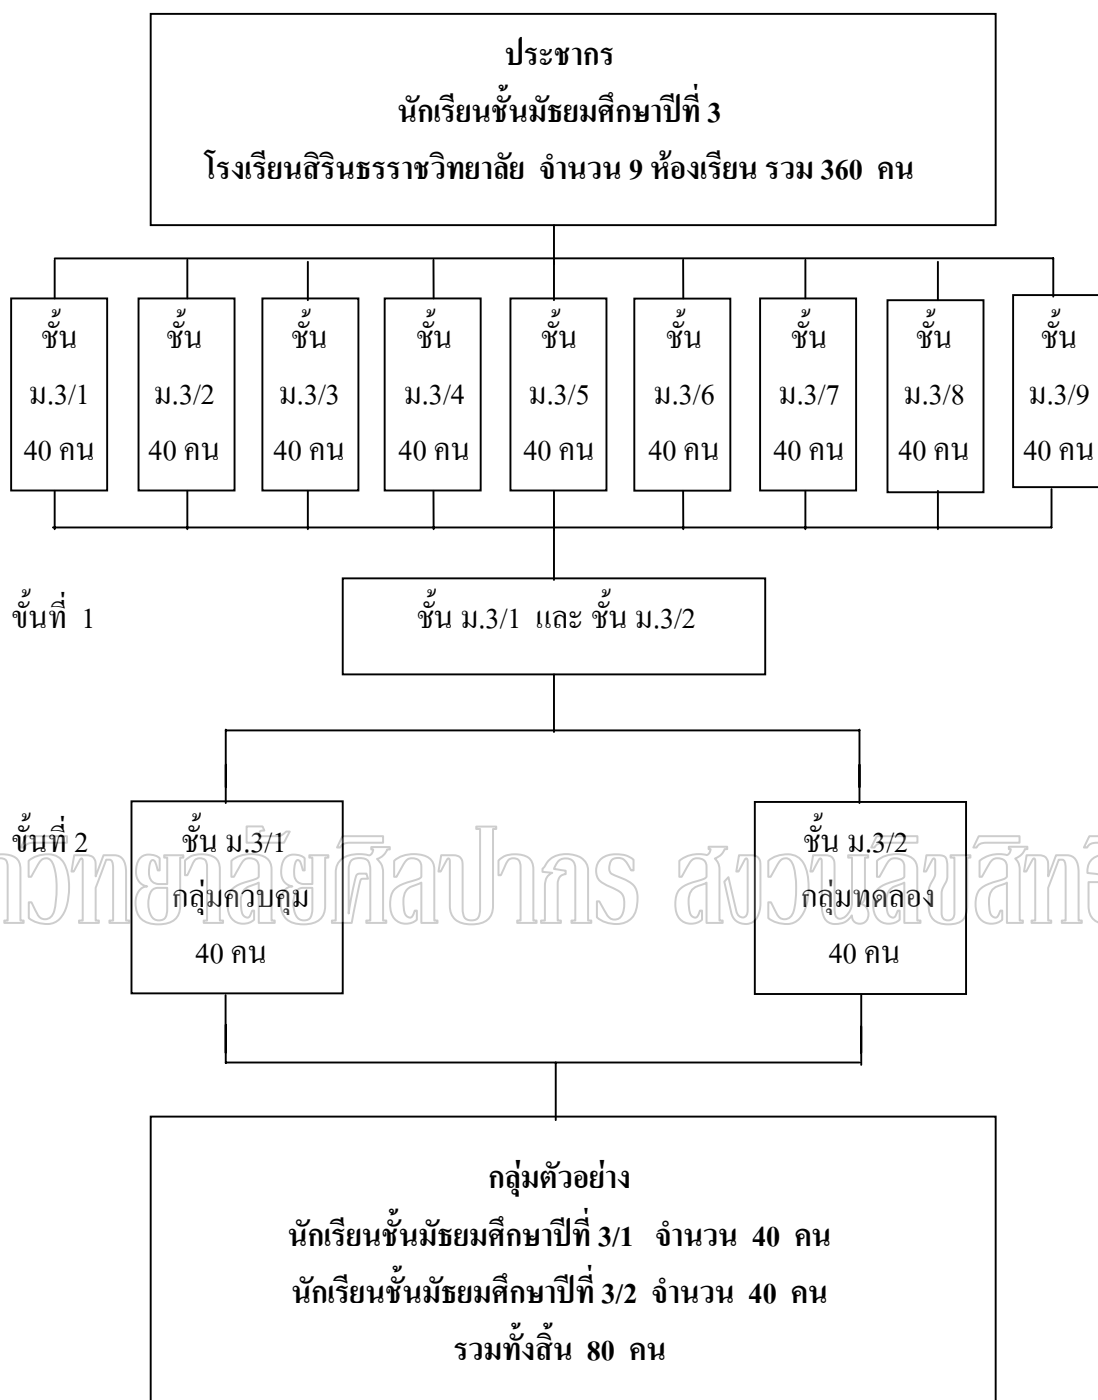 ประชากร
นักเรียนชั้นมัธยมศึกษาปีที่ 3
โรงเรียนสิรินธรราชวิทยาลัย จำนวน 9 ห้องเรียน รวม 360 คน
ชั้น ชั้น ชั้น ชั้น ชั้น ชั้น ชั้น ชั้น ชั้น
ม.3/1 ม.3/2 ม.3/3 ม.3/4 ม.3/5 ม.3/6 ม.3/7 ม.3/8 ม.3/9
40 คน 40 คน 40 คน 40 คน 40 คน 40 คน 40 คน 40 คน 40 คน
ขั้นที่ 1 ชั้น ม.3/1 และ ชั้น ม.3/2
ขั้นที่ 2 ชั้น ม.3/1 ชั้น ม.3/2
กลุ่มควบคุม กลุ่มทดลอง
40 คน 40 คน
าวิทยาลัยศิลปากร สงวนลิขสิทธิ
กลุ่มตัวอย่าง
นักเรียนชั้นมัธยมศึกษาปีที่ 3/1 จำนวน 40 คน
นักเรียนชั้นมัธยมศึกษาปีที่ 3/2 จำนวน 40 คน
รวมทั้งสิ้น 80 คน